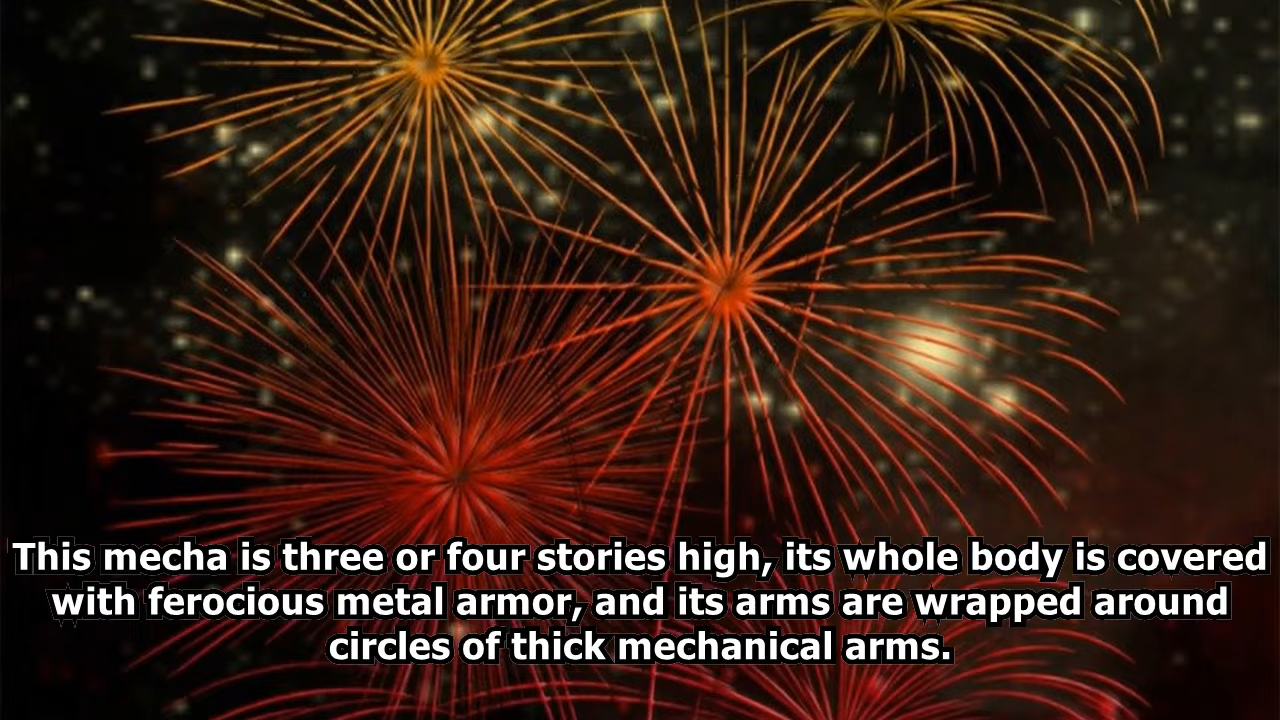 This mecha is three or four stories high, its whole body is covered
with ferocious metal armor, and its arms are wrapped around
circles of thick mechanical arms.